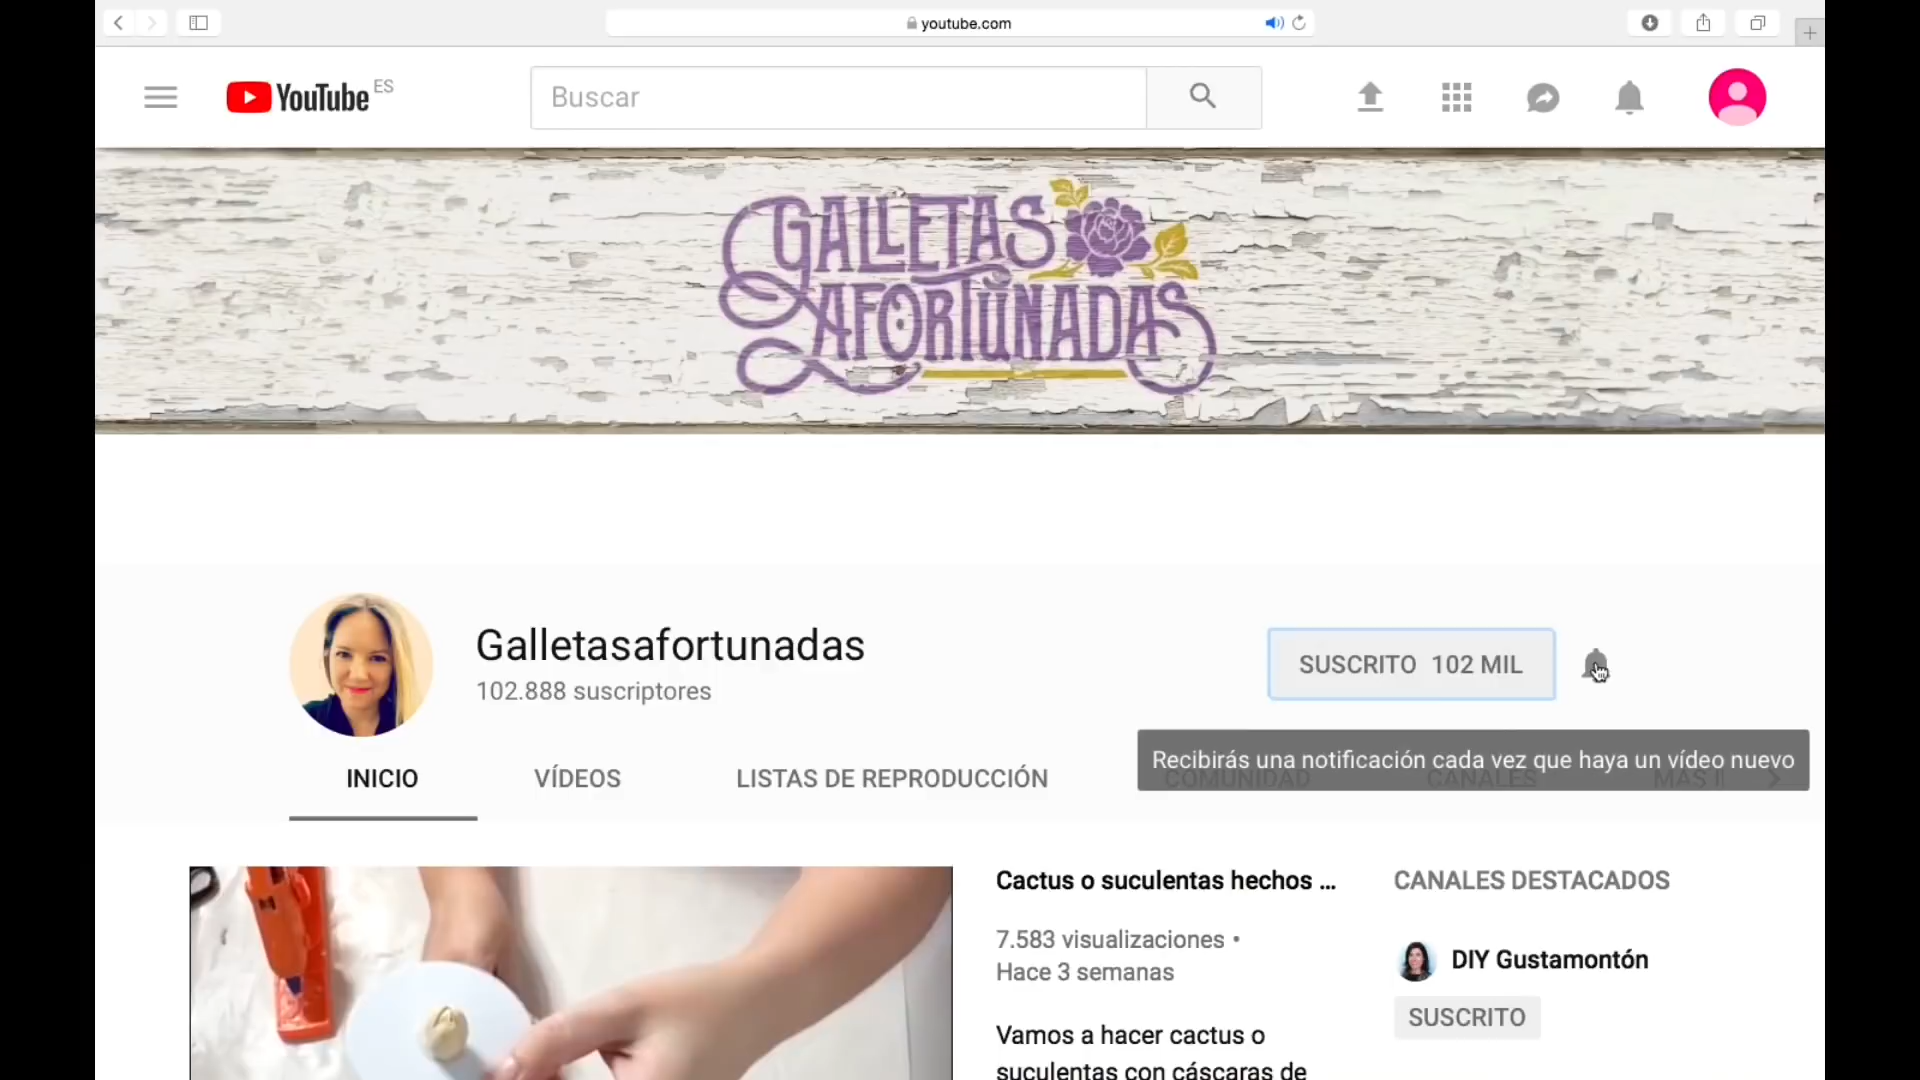 youtube.com
YouTube ES
Buscar
GALLETAS
AFORTUNADAS
Galletasafortunadas
102.888 suscriptores
SUSCRITO 102 MIL
Recibirás una notificación cada vez que haya un vídeo nuevo
INICIO
VÍDEOS
LISTAS DE REPRODUCCIÓN
COMUNIDAD
CANALES
Cactus o suculentas hechos ...
7.583 visualizaciones •
Hace 3 semanas
Vamos a hacer cactus o
suculentas con cáscaras de
CANALES DESTACADOS
DIY Gustamontón
SUSCRITO